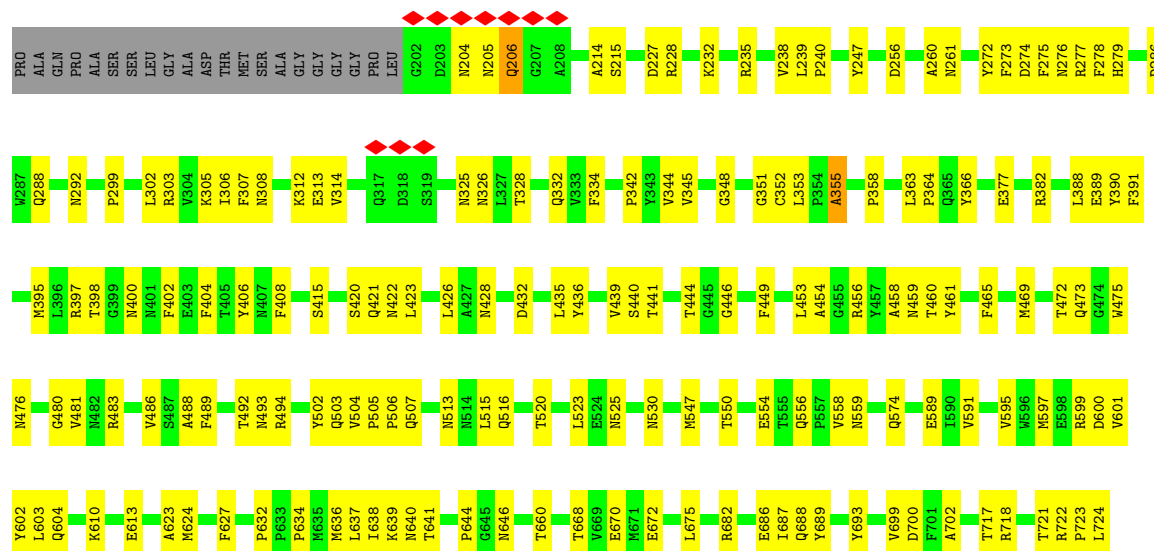 PRO ALA GLN PRO ALA SER SER LEU GLY ALA ASP THR MET SER ALA GLY GLY GLY GLY PRO LEU G202 D203 N204 N205 Q206 G207 A208 A214 S215 D227 R228 K232 R235 V238 L239 P240 Y247 D256 A260 N261 Y272 F273 D274 F275 N276 R277 F278 H279
W287 Q288 N292 P299 L302 R303 V304 K305 I306 F307 N308 K312 E313 V314 Q317 D318 S319 N325 N326 L327 T328 Q332 V333 F334 P342 Y343 V344 V345 G348 G351 C352 L353 P354 A355 P358 L363 P364 Q365 Y366 E377 R382 L388 E389 Y390 F391
M395 L396 R397 T398 G399 N400 N401 F402 E403 F404 T405 Y406 N407 F408 S415 S420 Q421 N422 L423 L426 A427 N428 D432 L435 Y436 V439 S440 T441 T444 G445 G446 F449 L453 A454 G455 R456 Y457 A458 N459 T460 Y461 F465 M469 T472 Q473 G474 W475
N476 G480 V481 N482 R483 V486 S487 A488 F489 T492 N493 R494 Y502 Q503 V504 P505 P506 Q507 N513 N514 L515 Q516 T520 L523 E524 N525 N530 M547 T550 E554 T555 Q556 P557 V558 N559 Q574 E589 I590 V591 V595 W596 M597 E598 R599 D600 V601
Y602 L603 Q604 K610 E613 A623 M624 F627 P632 P633 P634 M635 M636 L637 I638 K639 N640 T641 P644 G645 N646 T660 T668 V669 E670 M671 E672 L675 R682 E686 I687 Q688 Y689 Y693 V699 D700 F701 A702 T717 R718 T721 R722 P723 L724